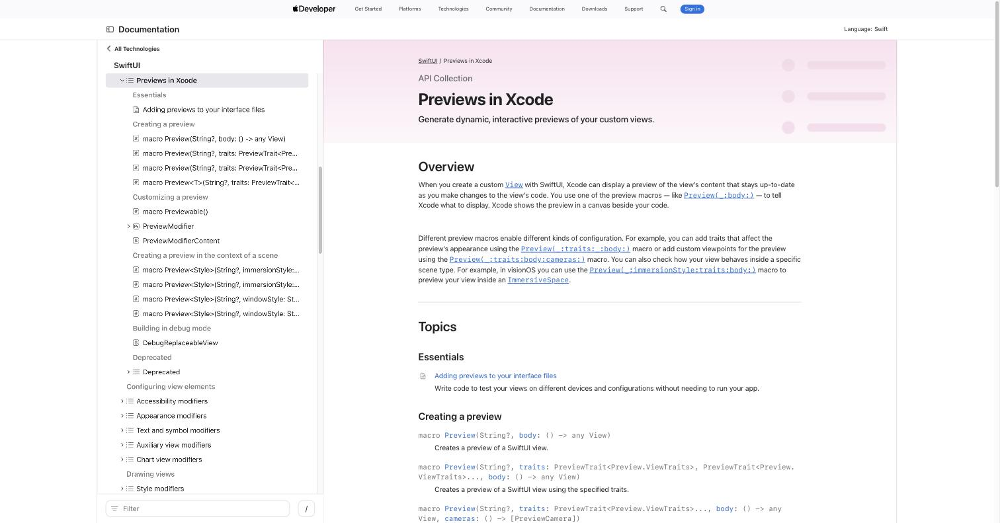 Developer
Get Started
Platforms
Technologies
Community
Documentation
Downloads
Support
Sign in
Documentation
Language: Swift
All Technologies
SwiftUI
Previews in Xcode
Essentials
Adding previews to your interface files
Creating a preview
macro Preview(String?, body: () -> any View)
macro Preview(String?, traits: PreviewTrait<Pre...
macro Preview(String?, traits: PreviewTrait<Pre...
macro Preview<T>(String?, traits: PreviewTrait<...
Customizing a preview
macro Previewable()
Pr PreviewModifier
S PreviewModifierContent
Creating a preview in the context of a scene
macro Preview<Style>(String?, immersionStyle:...
macro Preview<Style>(String?, immersionStyle:...
macro Preview<Style>(String?, windowStyle: St...
macro Preview<Style>(String?, windowStyle: St...
Building in debug mode
S DebugReplaceableView
Deprecated
Deprecated
Configuring view elements
Accessibility modifiers
Appearance modifiers
Text and symbol modifiers
Auxiliary view modifiers
Chart view modifiers
Drawing views
Style modifiers
Filter
/
SwiftUI / Previews in Xcode
API Collection
Previews in Xcode
Generate dynamic, interactive previews of your custom views.
Overview
When you create a custom View with SwiftUI, Xcode can display a preview of the view's content that stays up-to-date
as you make changes to the view's code. You use one of the preview macros — like Preview(_:body:) — to tell
Xcode what to display. Xcode shows the preview in a canvas beside your code.
Different preview macros enable different kinds of configuration. For example, you can add traits that affect the
preview's appearance using the Preview(_:traits:_:body:) macro or add custom viewpoints for the preview
using the Preview(_:traits:body:cameras:) macro. You can also check how your view behaves inside a specific
scene type. For example, in visionOS you can use the Preview(_:immersionStyle:traits:body:) macro to
preview your view inside an ImmersiveSpace.
Topics
Essentials
Adding previews to your interface files
Write code to test your views on different devices and configurations without needing to run your app.
Creating a preview
macro Preview(String?, body: () -> any View)
Creates a preview of a SwiftUI view.
macro Preview(String?, traits: PreviewTrait<Preview.ViewTraits>, PreviewTrait<Preview.
ViewTraits>..., body: () -> any View)
Creates a preview of a SwiftUI view using the specified traits.
macro Preview(String?, traits: PreviewTrait<Preview.ViewTraits>..., body: () -> any
View, cameras: () -> [PreviewCamera])